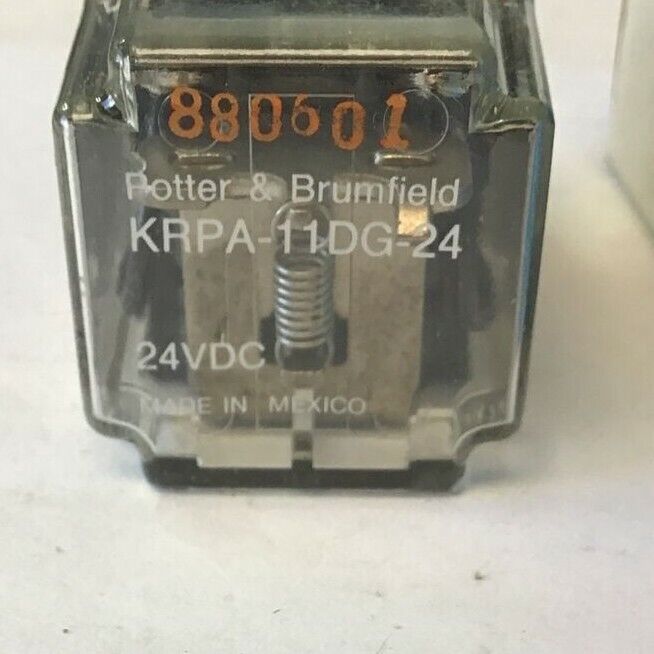 880601
Potter & Brumfield
KRPA-11DG-24
24VDC
MADE IN MEXICO